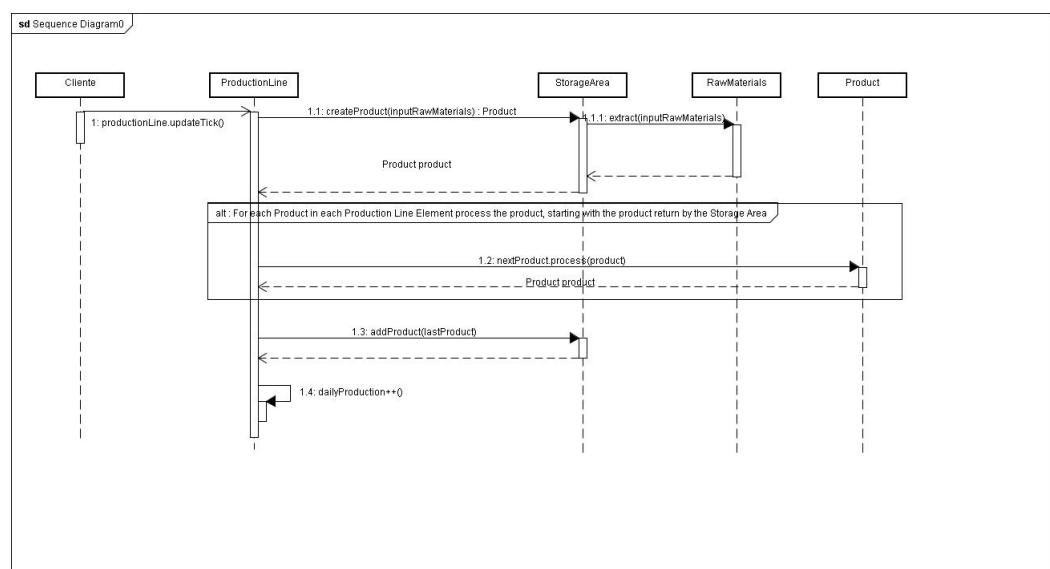 sd Sequence Diagram0
Cliente
ProductionLine
StorageArea
RawMaterials
Product
1: productionLine.updateTick()
1.1: createProduct(inputRawMaterials) : Product
1.1.1: extract(inputRawMaterials)
Product product
alt : For each Product in each Production Line Element process the product, starting with the product return by the Storage Area
1.2: nextProduct.process(product)
Product product
1.3: addProduct(lastProduct)
1.4: dailyProduction++()